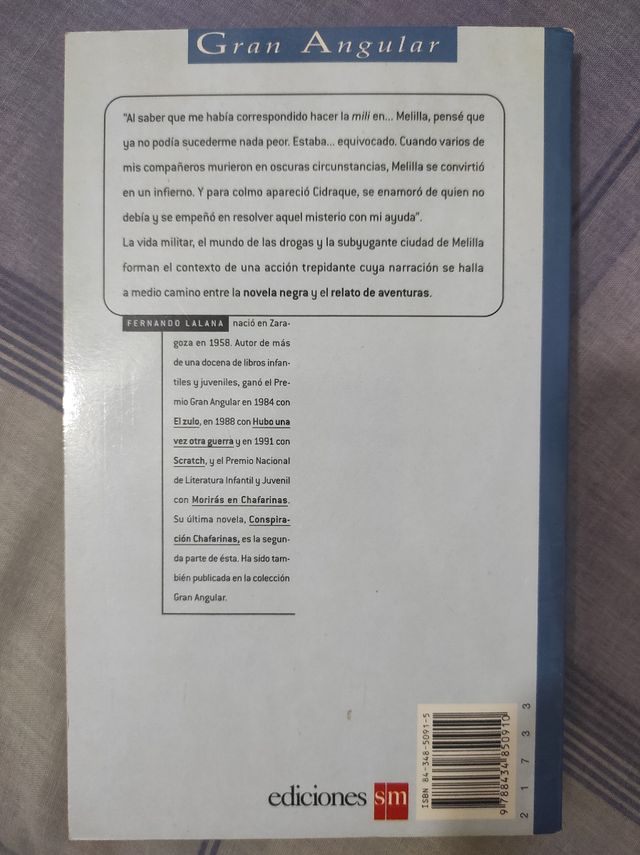 Gran Angular
"Al saber que me había correspondido hacer la mili en... Melilla, pensé que
ya no podía sucederme nada peor. Estaba... equivocado. Cuando varios de
mis compañeros murieron en oscuras circunstancias, Melilla se convirtió
en un infierno. Y para colmo apareció Cidraque, se enamoró de quien no
debía y se empeñó en resolver aquel misterio con mi ayuda".
La vida militar, el mundo de las drogas y la subyugante ciudad de Melilla
forman el contexto de una acción trepidante cuya narración se halla
a medio camino entre la novela negra y el relato de aventuras.
FERNANDO LALANA nació en Zara-
goza en 1958. Autor de más
de una docena de libros infan-
tiles y juveniles, ganó el Pre-
mio Gran Angular en 1984 con
El zulo, en 1988 con Hubo una
vez otra guerra y en 1991 con
Scratch, y el Premio Nacional
de Literatura Infantil y Juvenil
con Morirás en Chafarinas.
Su última novela, Conspira-
ción Chafarinas, es la segun-
da parte de ésta. Ha sido tam-
bién publicada en la colección
Gran Angular.
ediciones sm
ISBN 84-348-5091-5
9 788434 850910
21733